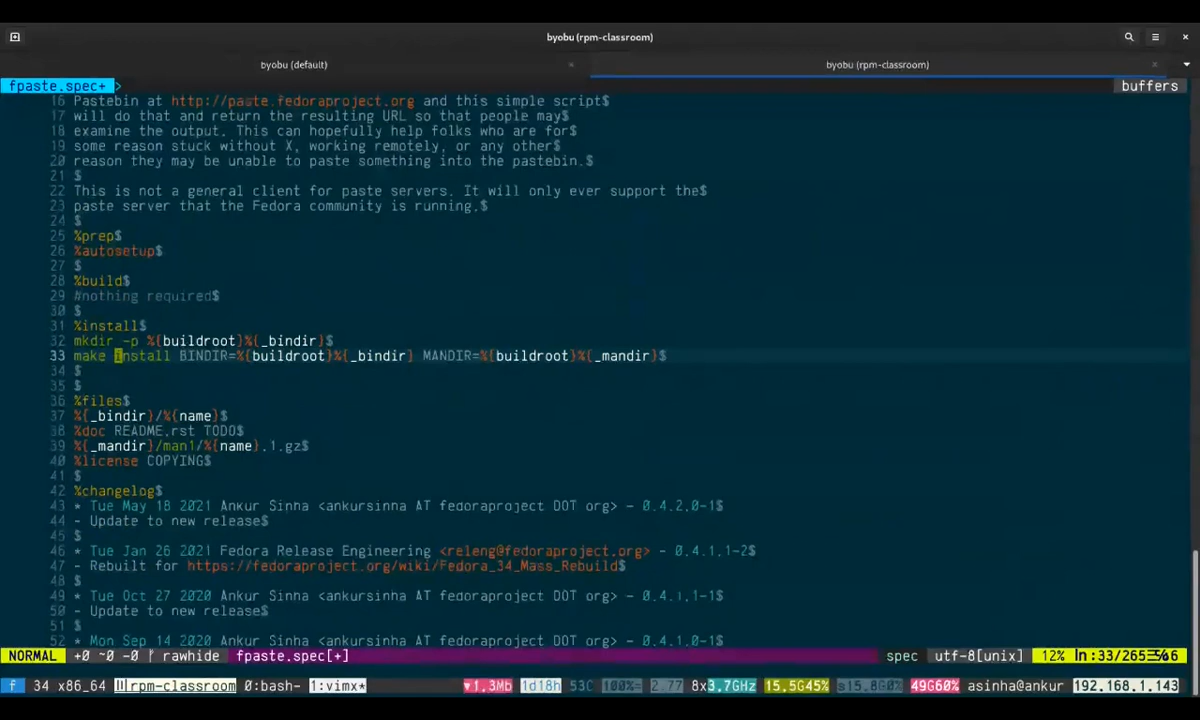 byobu (rpm-classroom)
byobu (default)
byobu (rpm-classroom)
fpaste.spec+
buffers
16 Pastebin at http://paste.fedoraproject.org and this simple script$
17 will do that and return the resulting URL so that people may$
18 examine the output. This can hopefully help folks who are for$
19 some reason stuck without X, working remotely, or any other$
20 reason they may be unable to paste something into the pastebin.$
21 $
22 This is not a general client for paste servers. It will only ever support the$
23 paste server that the Fedora community is running.$
24 $
25 %prep$
26 %autosetup$
27 $
28 %build$
29 #nothing required$
30 $
31 %install$
32 mkdir -p %{buildroot}%{_bindir}$
33 make install BINDIR=%{buildroot}%{_bindir} MANDIR=%{buildroot}%{_mandir}$
34 $
35 $
36 %files$
37 %{_bindir}/%{name}$
38 %doc README.rst TODO$
39 %{_mandir}/man1/%{name}.1.gz$
40 %license COPYING$
41 $
42 %changelog$
43 * Tue May 18 2021 Ankur Sinha <ankursinha AT fedoraproject DOT org> - 0.4.2.0-1$
44 - Update to new release$
45 $
46 * Tue Jan 26 2021 Fedora Release Engineering <releng@fedoraproject.org> - 0.4.1.1-2$
47 - Rebuilt for https://fedoraproject.org/wiki/Fedora_34_Mass_Rebuild$
48 $
49 * Tue Oct 27 2020 Ankur Sinha <ankursinha AT fedoraproject DOT org> - 0.4.1.1-1$
50 - Update to new release$
51 $
52 * Mon Sep 14 2020 Ankur Sinha <ankursinha AT fedoraproject DOT org> - 0.4.1.0-1$
NORMAL +0 ~0 -0 rawhide fpaste.spec[+] spec utf-8[unix] 12% ln:33/265
f 34 x86_64 rpm-classroom 0:bash- 1:vimx* 1.3Mb 1d18h 53C 100%= 2.77 8x3.7GHz 15.5G45% s15.8G0% 49G60% asinha@ankur 192.168.1.143